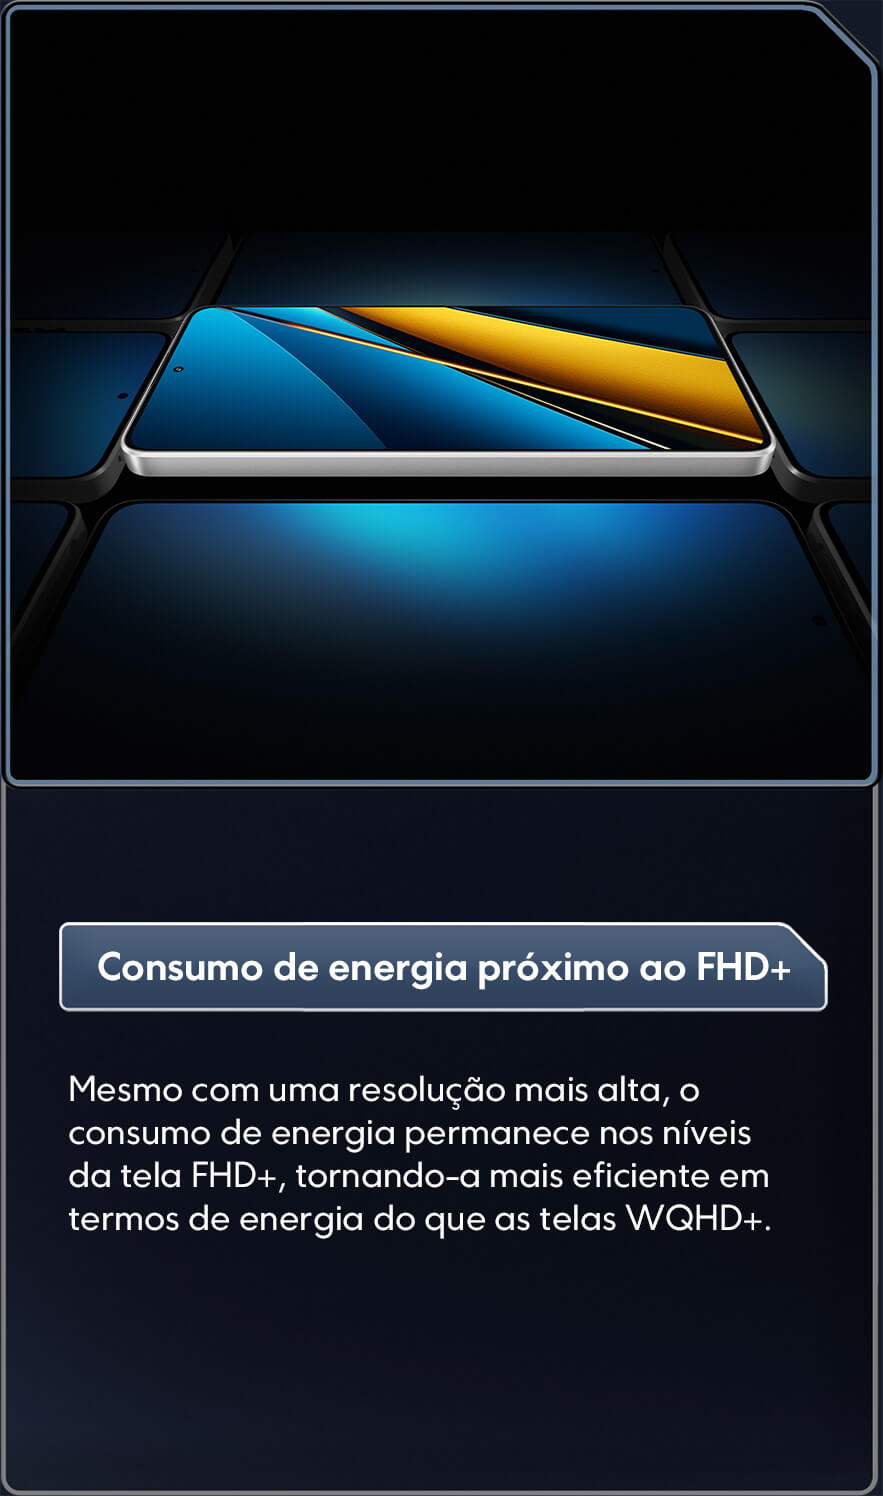 Consumo de energia próximo ao FHD+
Mesmo com uma resolução mais alta, o
consumo de energia permanece nos níveis
da tela FHD+, tornando-a mais eficiente em
termos de energia do que as telas WQHD+.